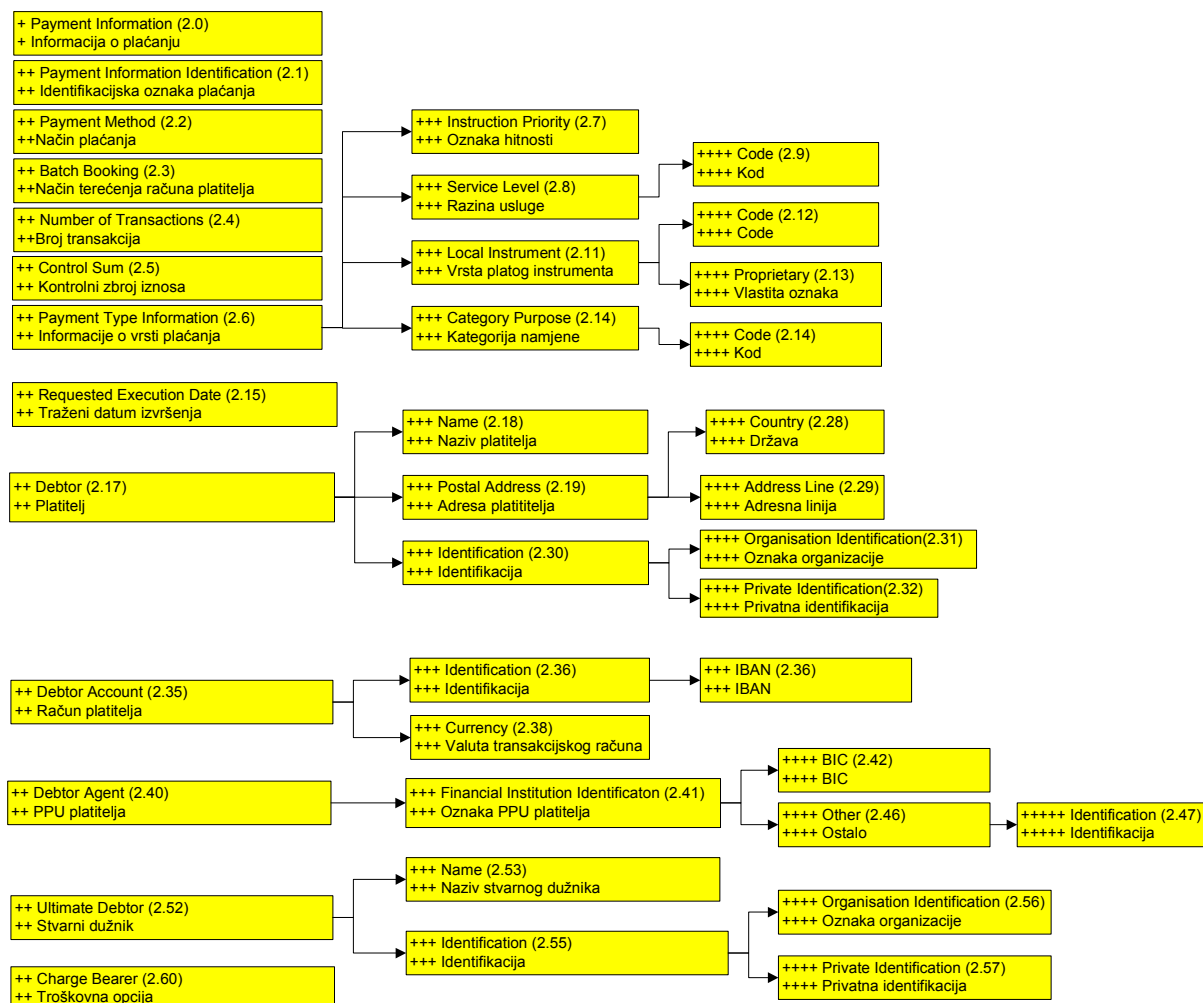 + Payment Information (2.0)
+ Informacija o plaćanju
++ Payment Information Identification (2.1)
++ Identifikacijska oznaka plaćanja
++ Payment Method (2.2)
++Način plaćanja
++ Batch Booking (2.3)
++Način terećenja računa platitelja
++ Number of Transactions (2.4)
++Broj transakcija
++ Control Sum (2.5)
++ Kontrolni zbroj iznosa
++ Payment Type Information (2.6)
++ Informacije o vrsti plaćanja
+++ Instruction Priority (2.7)
+++ Oznaka hitnosti
+++ Service Level (2.8)
+++ Razina usluge
++++ Code (2.9)
++++ Kod
+++ Local Instrument (2.11)
+++ Vrsta platog instrumenta
++++ Code (2.12)
++++ Code
++++ Proprietary (2.13)
++++ Vlastita oznaka
+++ Category Purpose (2.14)
+++ Kategorija namjene
++++ Code (2.14)
++++ Kod
++ Requested Execution Date (2.15)
++ Traženi datum izvršenja
++ Debtor (2.17)
++ Platitelj
+++ Name (2.18)
+++ Naziv platitelja
+++ Postal Address (2.19)
+++ Adresa platititelja
++++ Country (2.28)
++++ Država
++++ Address Line (2.29)
++++ Adresna linija
+++ Identification (2.30)
+++ Identifikacija
++++ Organisation Identification(2.31)
++++ Oznaka organizacije
++++ Private Identification(2.32)
++++ Privatna identifikacija
++ Debtor Account (2.35)
++ Račun platitelja
+++ Identification (2.36)
+++ Identifikacija
+++ IBAN (2.36)
+++ IBAN
+++ Currency (2.38)
+++ Valuta transakcijskog računa
++ Debtor Agent (2.40)
++ PPU platitelja
+++ Financial Institution Identificaton (2.41)
+++ Oznaka PPU platitelja
++++ BIC (2.42)
++++ BIC
++++ Other (2.46)
++++ Ostalo
+++++ Identification (2.47)
+++++ Identifikacija
++ Ultimate Debtor (2.52)
++ Stvarni dužnik
+++ Name (2.53)
+++ Naziv stvarnog dužnika
+++ Identification (2.55)
+++ Identifikacija
++++ Organisation Identification (2.56)
++++ Oznaka organizacije
++++ Private Identification (2.57)
++++ Privatna identifikacija
++ Charge Bearer (2.60)
++ Troškovna opcija